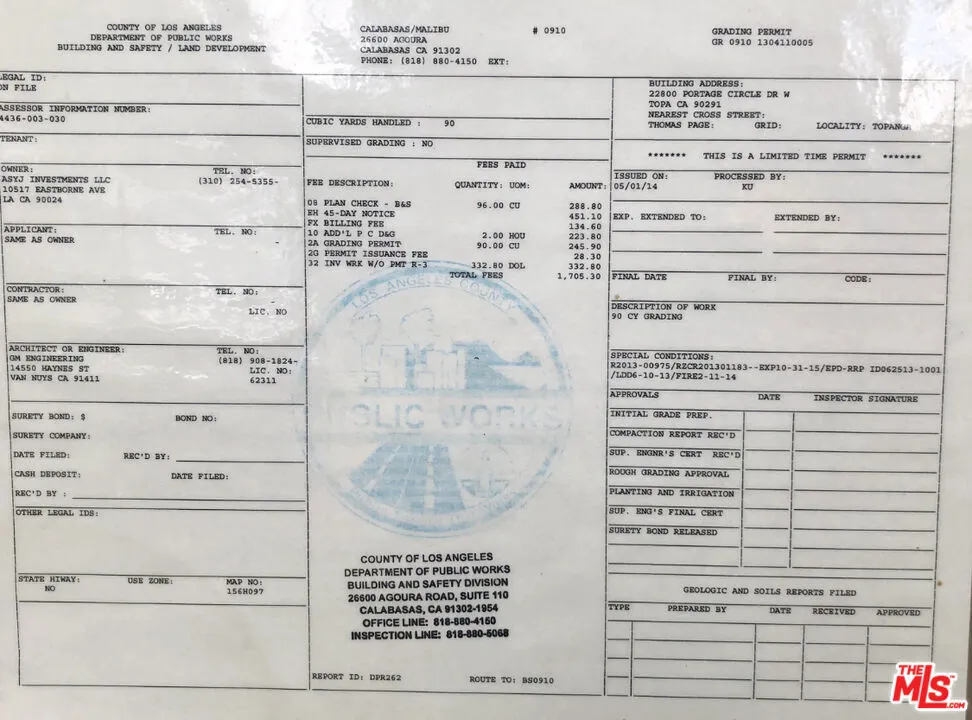 COUNTY OF LOS ANGELES
DEPARTMENT OF PUBLIC WORKS
BUILDING AND SAFETY / LAND DEVELOPMENT
CALABASAS/MALIBU
26600 AGOURA
CALABASAS CA 91302
PHONE: (818) 880-4150 EXT:
# 0910
GRADING PERMIT
GR 0910 1304110005
LEGAL ID:
ON FILE
ASSESSOR INFORMATION NUMBER:
4436-003-030
TENANT:
OWNER: TEL. NO:
ASYJ INVESTMENTS LLC (310) 254-5355-
10517 EASTBORNE AVE
LA CA 90024
APPLICANT: TEL. NO:
SAME AS OWNER -
CONTRACTOR: TEL. NO:
SAME AS OWNER -
LIC. NO
ARCHITECT OR ENGINEER: TEL. NO:
GM ENGINEERING (818) 908-1824-
14550 HAYNES ST LIC. NO:
VAN NUYS CA 91411 62311
SURETY BOND: $ BOND NO:
SURETY COMPANY:
DATE FILED: REC'D BY:
CASH DEPOSIT: DATE FILED:
REC'D BY :
OTHER LEGAL IDS:
STATE HIWAY: USE ZONE: MAP NO:
NO 156H097
CUBIC YARDS HANDLED : 90
SUPERVISED GRADING : NO
FEES PAID
FEE DESCRIPTION: QUANTITY: UOM: AMOUNT:
08 PLAN CHECK - B&S 96.00 CU 288.80
EH 45-DAY NOTICE 451.10
FX BILLING FEE 134.60
10 ADD'L P C D&G 2.00 HOU 223.80
2A GRADING PERMIT 90.00 CU 245.90
2G PERMIT ISSUANCE FEE 28.30
32 INV WRK W/O PMT R-3 332.80 DOL 332.80
TOTAL FEES 1,705.30
LOS ANGELES COUNTY
PUBLIC WORKS
COUNTY OF LOS ANGELES
DEPARTMENT OF PUBLIC WORKS
BUILDING AND SAFETY DIVISION
26600 AGOURA ROAD, SUITE 110
CALABASAS, CA 91302-1954
OFFICE LINE: 818-880-4150
INSPECTION LINE: 818-880-5068
REPORT ID: DPR262 ROUTE TO: BS0910
BUILDING ADDRESS:
22800 PORTAGE CIRCLE DR W
TOPA CA 90291
NEAREST CROSS STREET:
THOMAS PAGE: GRID: LOCALITY: TOPANGA
******* THIS IS A LIMITED TIME PERMIT *******
ISSUED ON: PROCESSED BY:
05/01/14 KU
EXP. EXTENDED TO: EXTENDED BY:
FINAL DATE FINAL BY: CODE:
DESCRIPTION OF WORK
90 CY GRADING
SPECIAL CONDITIONS:
R2013-00975/RZCR201301183--EXP10-31-15/EPD-RRP ID062513-1001
/LDD6-10-13/FIRE2-11-14
APPROVALS DATE INSPECTOR SIGNATURE
INITIAL GRADE PREP.
COMPACTION REPORT REC'D
SUP. ENGNR'S CERT REC'D
ROUGH GRADING APPROVAL
PLANTING AND IRRIGATION
SUP. ENG'S FINAL CERT
SURETY BOND RELEASED
GEOLOGIC AND SOILS REPORTS FILED
TYPE PREPARED BY DATE RECEIVED APPROVED
THE
MLS™
.COM